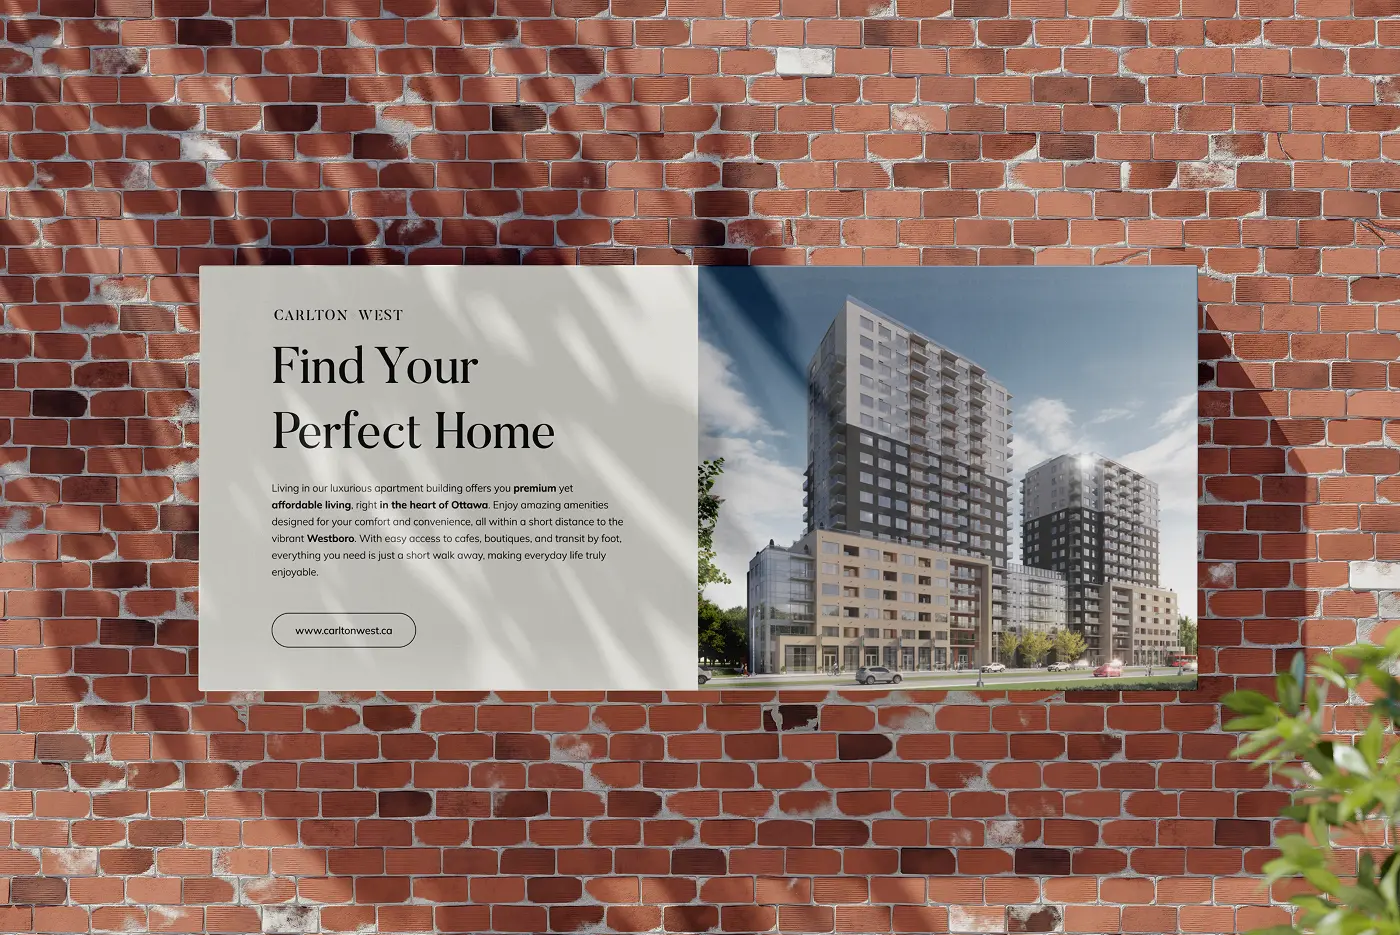 CARLTON WEST
Find Your
Perfect Home
Living in our luxurious apartment building offers you premium yet
affordable living, right in the heart of Ottawa. Enjoy amazing amenities
designed for your comfort and convenience, all within a short distance to the
vibrant Westboro. With easy access to cafes, boutiques, and transit by foot,
everything you need is just a short walk away, making everyday life truly
enjoyable.
www.carltonwest.ca